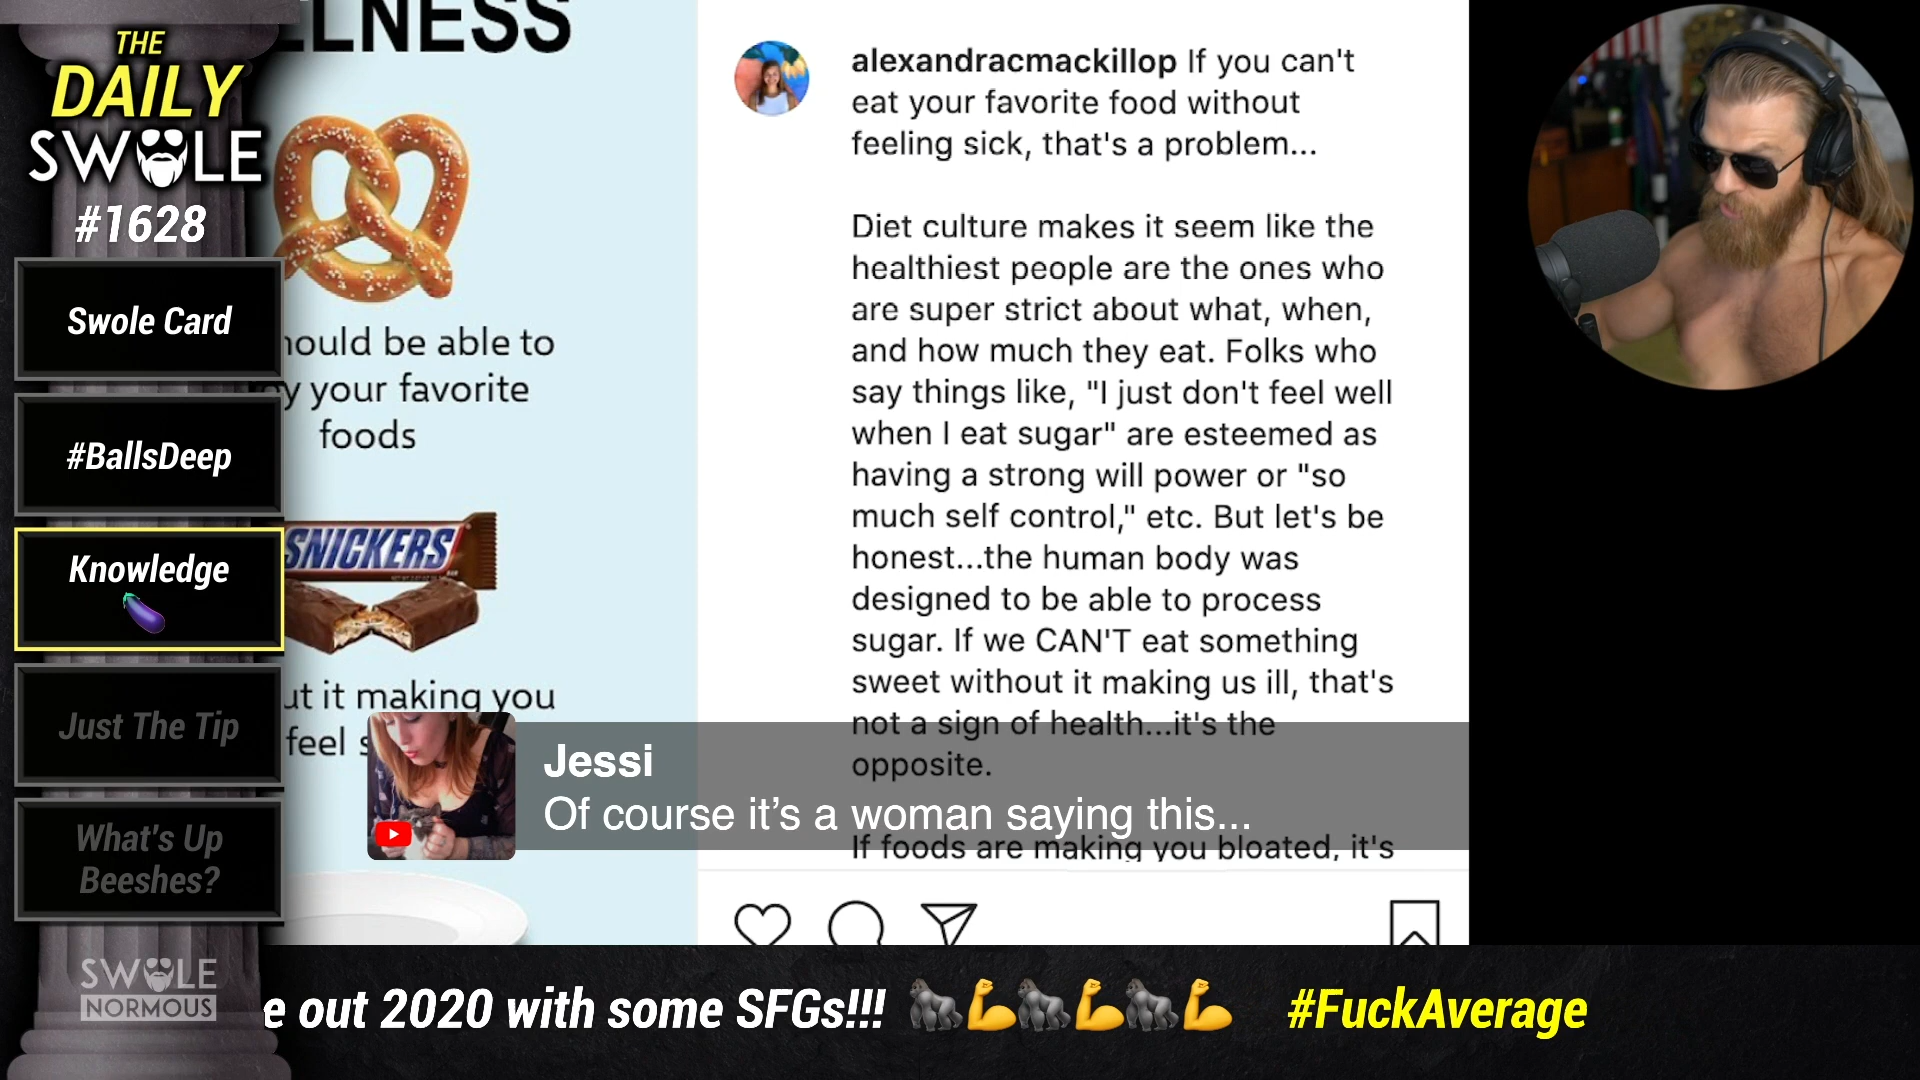 THE
DAILY
SWOLE
#1628
Swole Card
#BallsDeep
Knowledge
Just The Tip
What's Up
Beeshes?
SWOLE
NORMOUS
LLNESS
hould be able to
y your favorite
foods
SNICKERS
ut it making you
feel s
alexandracmackillop If you can't
eat your favorite food without
feeling sick, that's a problem...
Diet culture makes it seem like the
healthiest people are the ones who
are super strict about what, when,
and how much they eat. Folks who
say things like, "I just don't feel well
when I eat sugar" are esteemed as
having a strong will power or "so
much self control," etc. But let's be
honest...the human body was
designed to be able to process
sugar. If we CAN'T eat something
sweet without it making us ill, that's
not a sign of health...it's the
opposite.
If foods are making you bloated, it's
Jessi
Of course it’s a woman saying this...
e out 2020 with some SFGs!!! 🦍💪🦍💪🦍💪 #FuckAverage